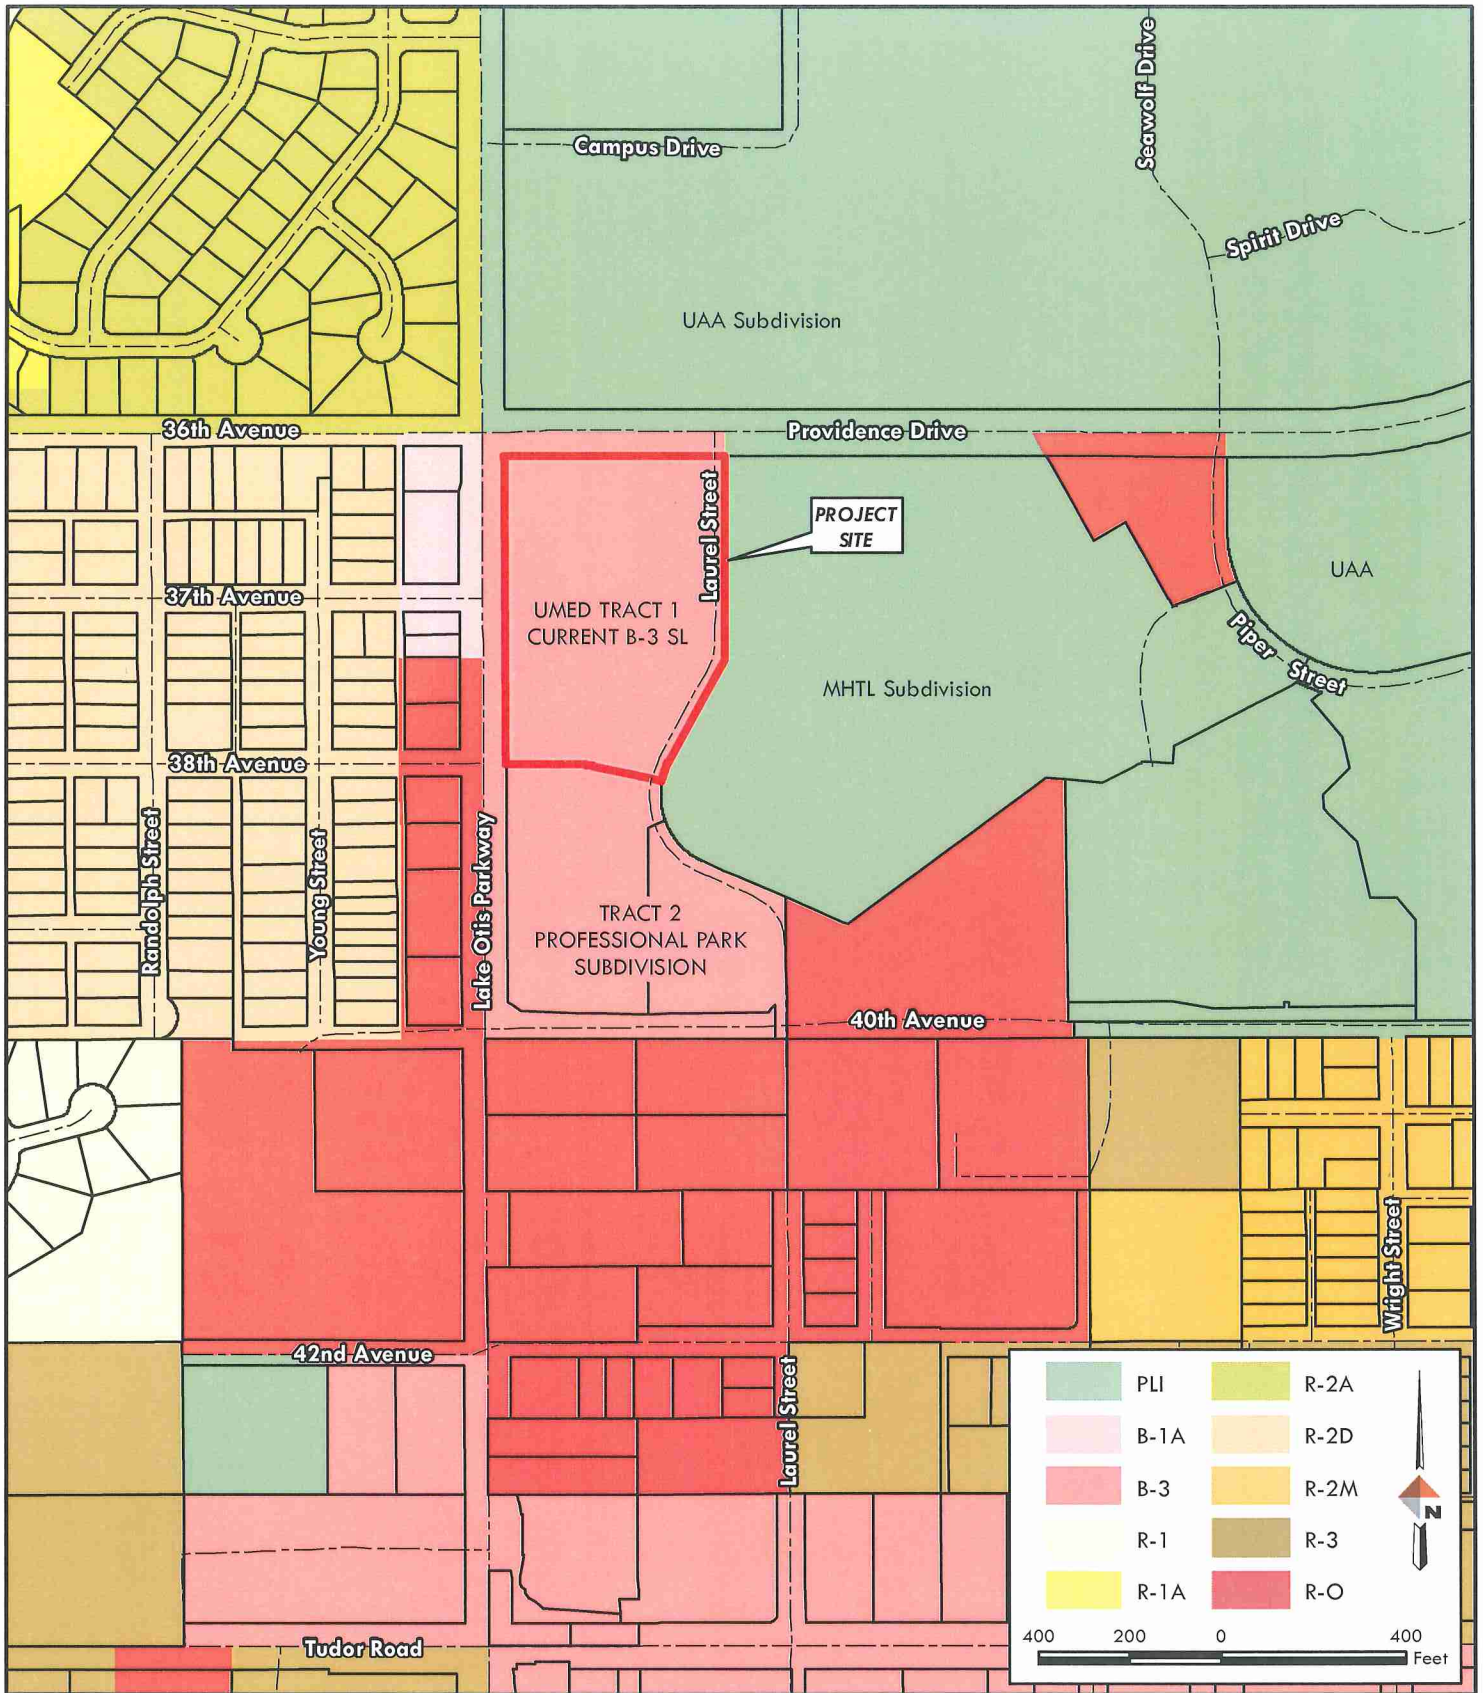 Seawolf Drive
Campus Drive
Spirit Drive
UAA Subdivision
36th Avenue
Providence Drive
Laurel Street
PROJECT
SITE
UAA
37th Avenue
UMED TRACT 1
CURRENT B-3 SL
Piper Street
MHTL Subdivision
38th Avenue
Randolph Street
Young Street
Lake Otis Parkway
TRACT 2
PROFESSIONAL PARK
SUBDIVISION
40th Avenue
Wright Street
42nd Avenue
Laurel Street
Tudor Road
PLI
B-1A
B-3
R-1
R-1A
R-2A
R-2D
R-2M
R-3
R-O
N
400 200 0 400
Feet